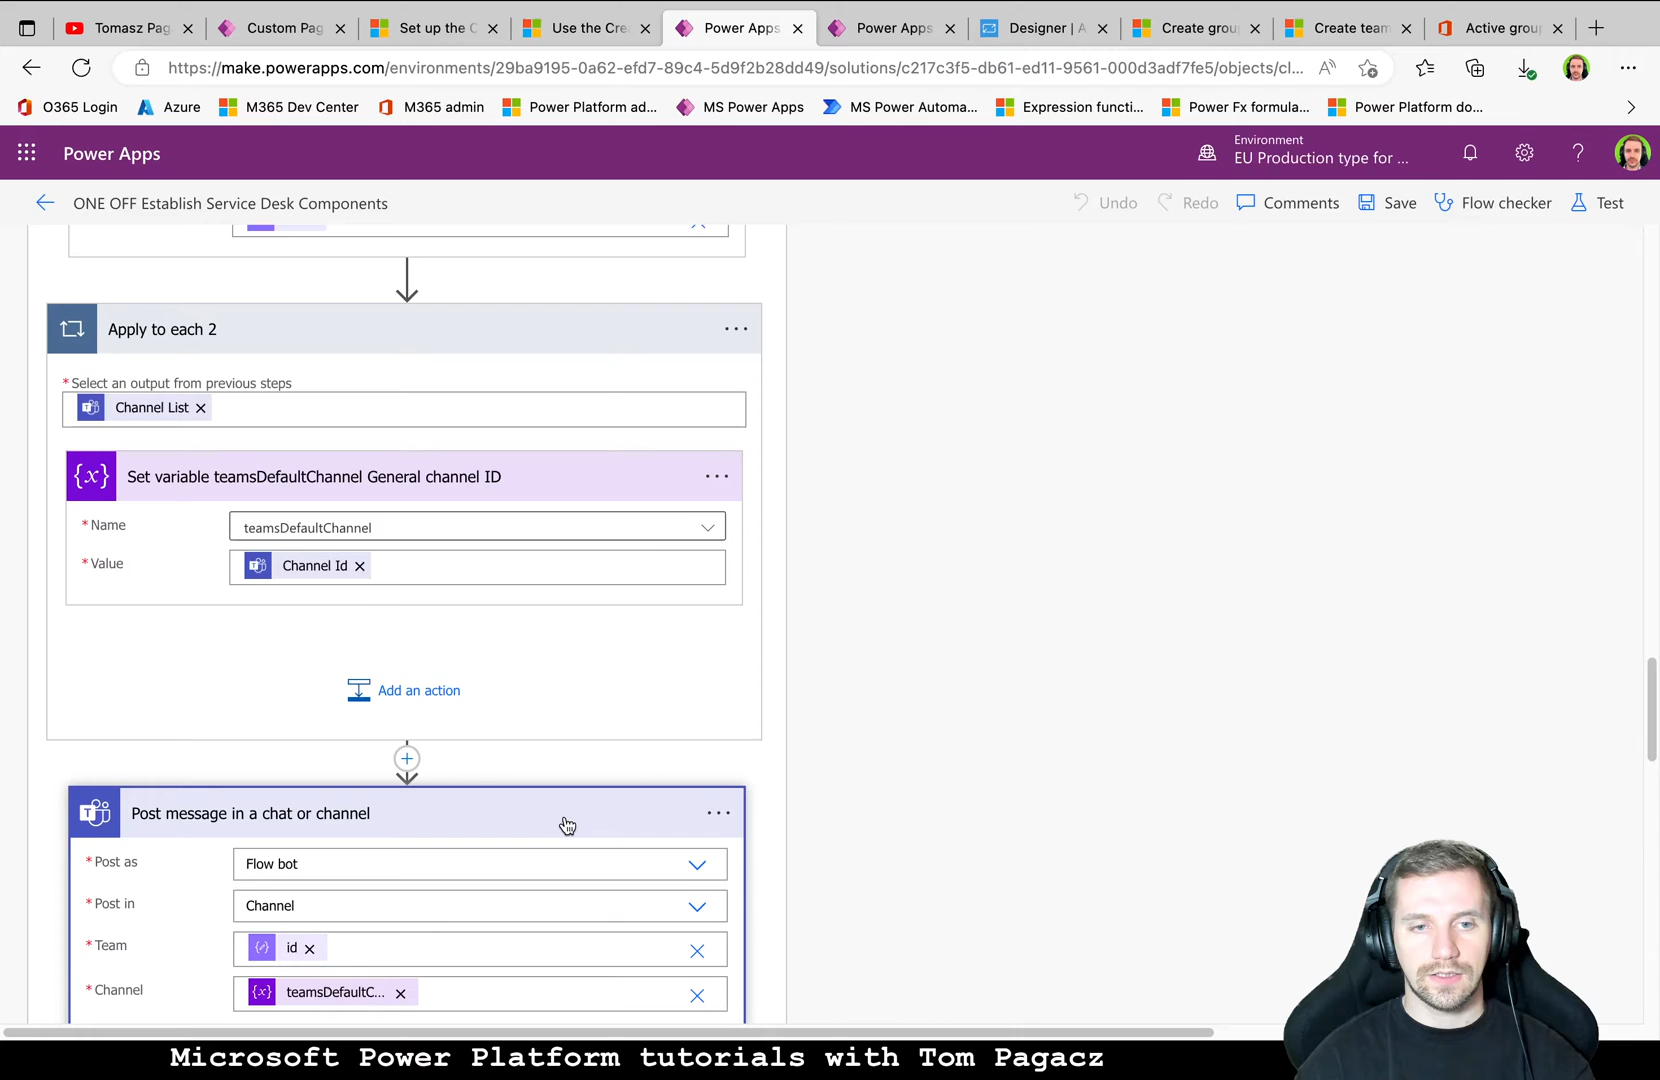 Tomasz Pag
Custom Pag
Set up the C
Use the Cre
Power Apps
Power Apps
Designer | A
Create grou
Create team
Active grou
https://make.powerapps.com/environments/29ba9195-0a62-efd7-89c4-5d9f2b28dd49/solutions/c217c3f5-db61-ed11-9561-000d3adf7fe5/objects/cl...
O365 Login
Azure
M365 Dev Center
M365 admin
Power Platform ad...
MS Power Apps
MS Power Automa...
Expression functi...
Power Fx formula...
Power Platform do...
Power Apps
Environment
EU Production type for ...
ONE OFF Establish Service Desk Components
Undo
Redo
Comments
Save
Flow checker
Test
Apply to each 2
* Select an output from previous steps
Channel List
{x} Set variable teamsDefaultChannel General channel ID
* Name
teamsDefaultChannel
* Value
Channel Id
Add an action
Post message in a chat or channel
* Post as
Flow bot
* Post in
Channel
* Team
id
* Channel
{x} teamsDefaultC...
Microsoft Power Platform tutorials with Tom Pagacz